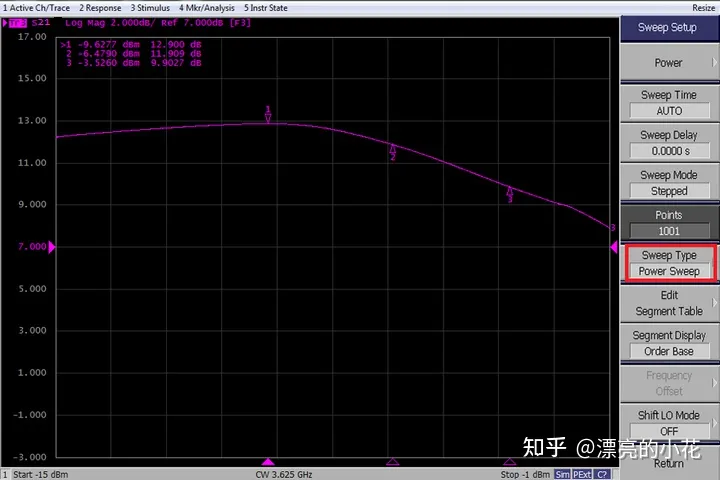 1 Active Ch/Trace 2 Response 3 Stimulus 4 Mkr/Analysis 5 Instr State Resize
Tr3 S21 Log Mag 2.000dB/ Ref 7.000dB [F3]
17.00
>1 -9.6277 dBm 12.900 dB
2 -6.4790 dBm 11.909 dB
3 -3.5260 dBm 9.9027 dB
15.00
13.00
11.00
9.000
7.000
5.000
3.000
1.000
-1.000
-3.000
1
2
3
3
Sweep Setup
Power
Sweep Time
AUTO
Sweep Delay
0.0000 s
Sweep Mode
Stepped
Points
1001
Sweep Type
Power Sweep
Edit
Segment Table
Segment Display
Order Base
Frequency
Offset
Shift LO Mode
OFF
Return
知乎 @漂亮的小花
1 Start -15 dBm CW 3.625 GHz Stop -1 dBm Sim PExt C?